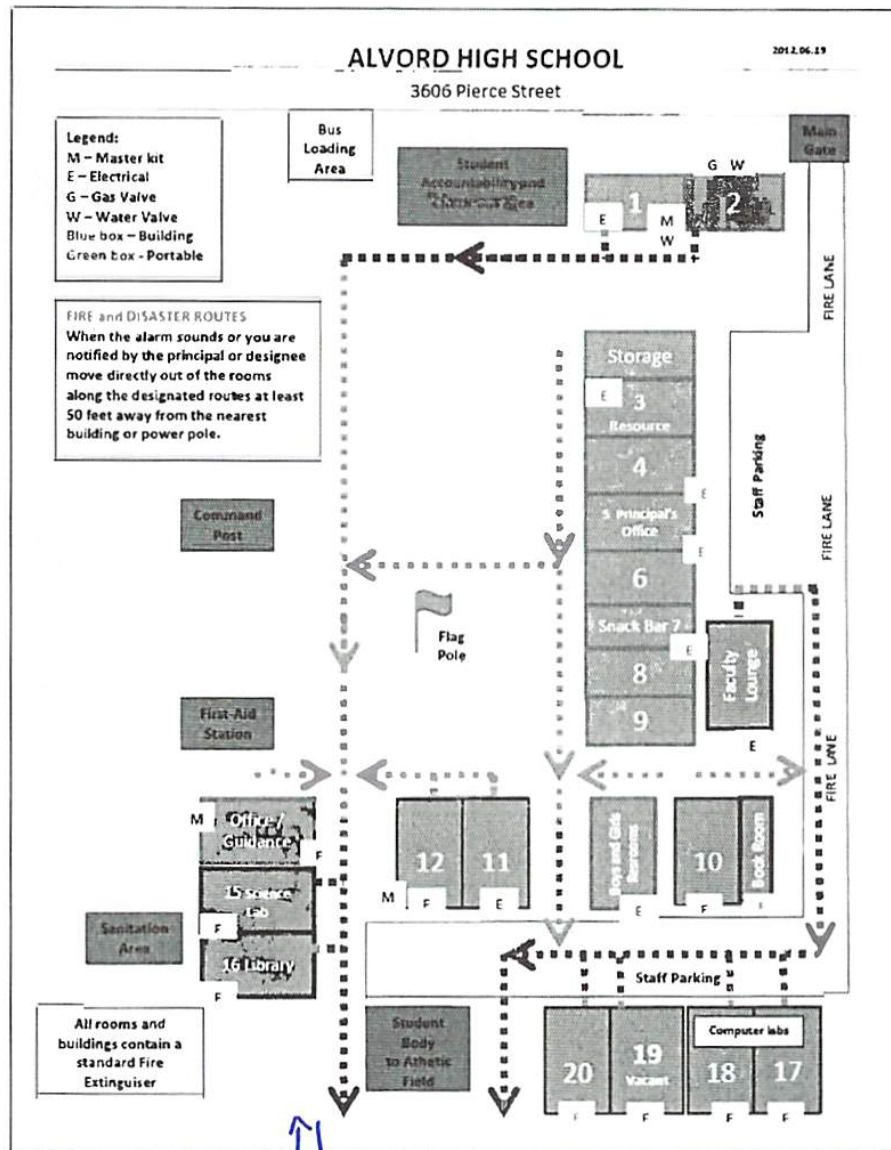 ALVORD HIGH SCHOOL
2012.06.19
3606 Pierce Street
Legend:
M – Master kit
E – Electrical
G – Gas Valve
W – Water Valve
Blue box – Building
Green box - Portable
Bus
Loading
Area
Student
Accountability and
Main
Gate
G W
1
2
E
M
W
FIRE LANE
FIRE and DISASTER ROUTES
When the alarm sounds or you are
notified by the principal or designee
move directly out of the rooms
along the designated routes at least
50 feet away from the nearest
building or power pole.
Storage
E
3
Resource
4
E
Staff Parking
Command
Post
5 Principal's
Office
E
FIRE LANE
6
Flag
Pole
Snack Bar 7
E
8
Faculty
Lounge
9
E
First-Aid
Station
FIRE LANE
M
Office /
Guidance
E
15 Science
Lab
E
16 Library
E
12
11
M
E
E
Boys and Girls
Restrooms
E
10
E
Book Room
Sanitation
Area
Staff Parking
All rooms and
buildings contain a
standard Fire
Extinguiser
Student
Body
to Athetic
Field
20
19
Vacant
Computer labs
18
17
E
E
E
E